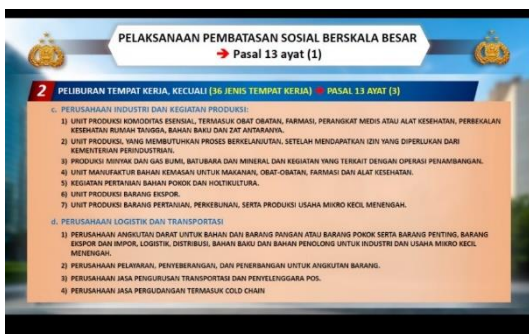 PELAKSANAAN PEMBATASAN SOSIAL BERSKALA BESAR
➔ Pasal 13 ayat (1)
2 PELIBURAN TEMPAT KERJA, KECUALI (36 JENIS TEMPAT KERJA) ➔ PASAL 13 AYAT (3)
c. PERUSAHAAN INDUSTRI DAN KEGIATAN PRODUKSI:
1) UNIT PRODUKSI KOMODITAS ESENSIAL, TERMASUK OBAT OBATAN, FARMASI, PERANGKAT MEDIS ATAU ALAT KESEHATAN, PERBEKALAN
KESEHATAN RUMAH TANGGA, BAHAN BAKU DAN ZAT ANTARANYA.
2) UNIT PRODUKSI, YANG MEMBUTUHKAN PROSES BERKELANJUTAN, SETELAH MENDAPATKAN IZIN YANG DIPERLUKAN DARI
KEMENTERIAN PERINDUSTRIAN.
3) PRODUKSI MINYAK DAN GAS BUMI, BATUBARA DAN MINERAL DAN KEGIATAN YANG TERKAIT DENGAN OPERASI PENAMBANGAN.
4) UNIT MANUFAKTUR BAHAN KEMASAN UNTUK MAKANAN, OBAT-OBATAN, FARMASI DAN ALAT KESEHATAN.
5) KEGIATAN PERTANIAN BAHAN POKOK DAN HOLTIKULTURA.
6) UNIT PRODUKSI BARANG EKSPOR.
7) UNIT PRODUKSI BARANG PERTANIAN, PERKEBUNAN, SERTA PRODUKSI USAHA MIKRO KECIL MENENGAH.
d. PERUSAHAAN LOGISTIK DAN TRANSPORTASI
1) PERUSAHAAN ANGKUTAN DARAT UNTUK BAHAN DAN BARANG PANGAN ATAU BARANG POKOK SERTA BARANG PENTING, BARANG
EKSPOR DAN IMPOR, LOGISTIK, DISTRIBUSI, BAHAN BAKU DAN BAHAN PENOLONG UNTUK INDUSTRI DAN USAHA MIKRO KECIL
MENENGAH.
2) PERUSAHAAN PELAYARAN, PENYEBERANGAN, DAN PENERBANGAN UNTUK ANGKUTAN BARANG.
3) PERUSAHAAN JASA PENGURUSAN TRANSPORTASI DAN PENYELENGGARA POS.
4) PERUSAHAAN JASA PERGUDANGAN TERMASUK COLD CHAIN